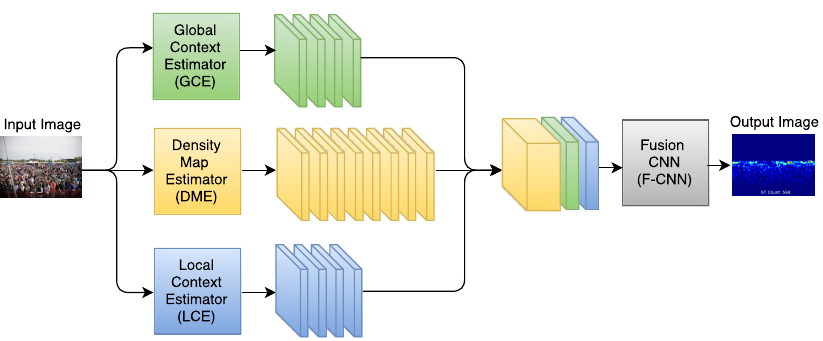 Input Image
Global
Context
Estimator
(GCE)
Density
Map
Estimator
(DME)
Local
Context
Estimator
(LCE)
Fusion
CNN
(F-CNN)
Output Image
GT Count: 568